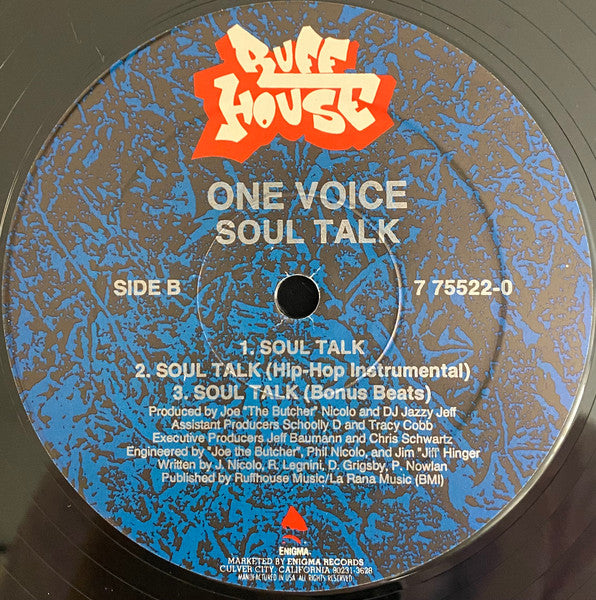 RUFF
HOUSE
ONE VOICE
SOUL TALK
SIDE B
7 75522-0
1. SOUL TALK
2. SOUL TALK (Hip-Hop Instrumental)
3. SOUL TALK (Bonus Beats)
Produced by Joe "The Butcher" Nicolo and DJ Jazzy Jeff
Assistant Producers Schoolly D and Tracy Cobb
Executive Producers Jeff Baumann and Chris Schwartz
Engineered by "Joe the Butcher", Phil Nicolo, and Jim "Jiff' Hinger
Written by J. Nicolo, R. Legnini, D. Grigsby, P. Nowlan
Published by Ruffhouse Music/La Rana Music (BMI)
ENIGMA
MARKETED BY ENIGMA RECORDS
CULVER CITY, CALIFORNIA 90231-3628
MANUFACTURED IN USA. ALL RIGHTS RESERVED